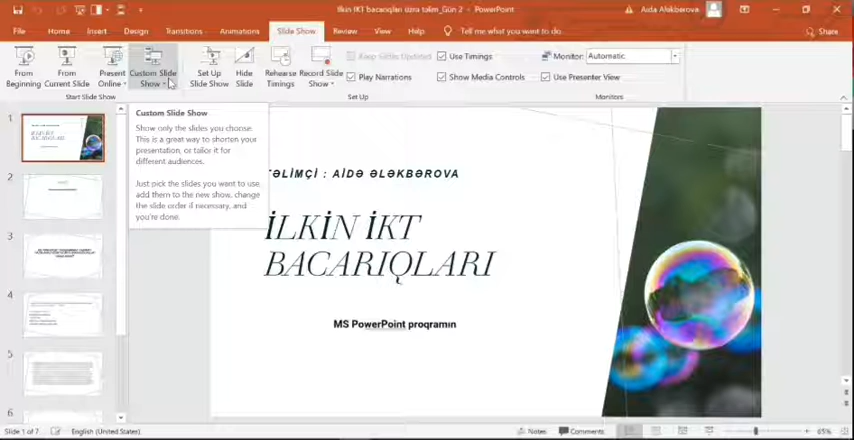 İlkin İKT bacarıqları üzrə təlim_Gün 2 - PowerPoint
Aida Alakbarova
File Home Insert Design Transitions Animations Slide Show Review View Help Tell me what you want to do
Share
From Beginning
From Current Slide
Present Online
Custom Slide Show
Set Up Slide Show
Hide Slide
Rehearse Timings
Record Slide Show
Keep Slides Updated
Use Timings
Play Narrations
Show Media Controls
Monitor: Automatic
Use Presenter View
Start Slide Show
Set Up
Monitors
Custom Slide Show
Show only the slides you choose.
This is a great way to shorten your
presentation, or tailor it for
different audiences.
Just pick the slides you want to use,
add them to the new show, change
the slide order if necessary, and
you're done.
1
2
3
4
5
6
TƏLİMÇİ : AİDƏ ƏLƏKBƏROVA
İLKİN İKT
BACARIQLARI
MS PowerPoint proqramın
Slide 1 of 7
English (United States)
Notes
Comments
65%